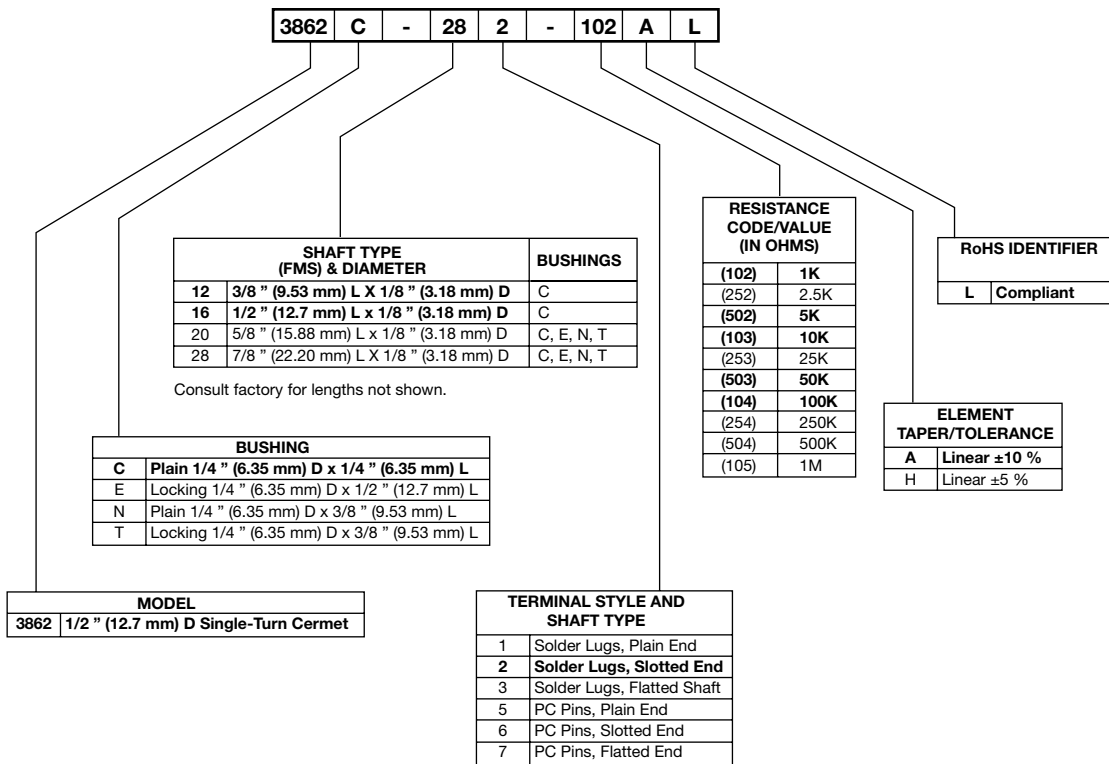 3862 C - 28 2 - 102 A L
SHAFT TYPE
(FMS) & DIAMETER
BUSHINGS
12 3/8 " (9.53 mm) L X 1/8 " (3.18 mm) D C
16 1/2 " (12.7 mm) L x 1/8 " (3.18 mm) D C
20 5/8 " (15.88 mm) L x 1/8 " (3.18 mm) D C, E, N, T
28 7/8 " (22.20 mm) L X 1/8 " (3.18 mm) D C, E, N, T
Consult factory for lengths not shown.
RESISTANCE
CODE/VALUE
(IN OHMS)
(102) 1K
(252) 2.5K
(502) 5K
(103) 10K
(253) 25K
(503) 50K
(104) 100K
(254) 250K
(504) 500K
(105) 1M
RoHS IDENTIFIER
L Compliant
ELEMENT
TAPER/TOLERANCE
A Linear ±10 %
H Linear ±5 %
BUSHING
C Plain 1/4 " (6.35 mm) D x 1/4 " (6.35 mm) L
E Locking 1/4 " (6.35 mm) D x 1/2 " (12.7 mm) L
N Plain 1/4 " (6.35 mm) D x 3/8 " (9.53 mm) L
T Locking 1/4 " (6.35 mm) D x 3/8 " (9.53 mm) L
MODEL
3862 1/2 " (12.7 mm) D Single-Turn Cermet
TERMINAL STYLE AND
SHAFT TYPE
1 Solder Lugs, Plain End
2 Solder Lugs, Slotted End
3 Solder Lugs, Flatted Shaft
5 PC Pins, Plain End
6 PC Pins, Slotted End
7 PC Pins, Flatted End